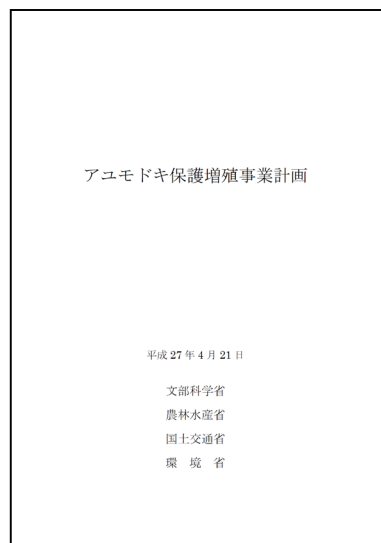 アユモドキ保護増殖事業計画
平成 27 年 4 月 21 日
文部科学省
農林水産省
国土交通省
環　境　省